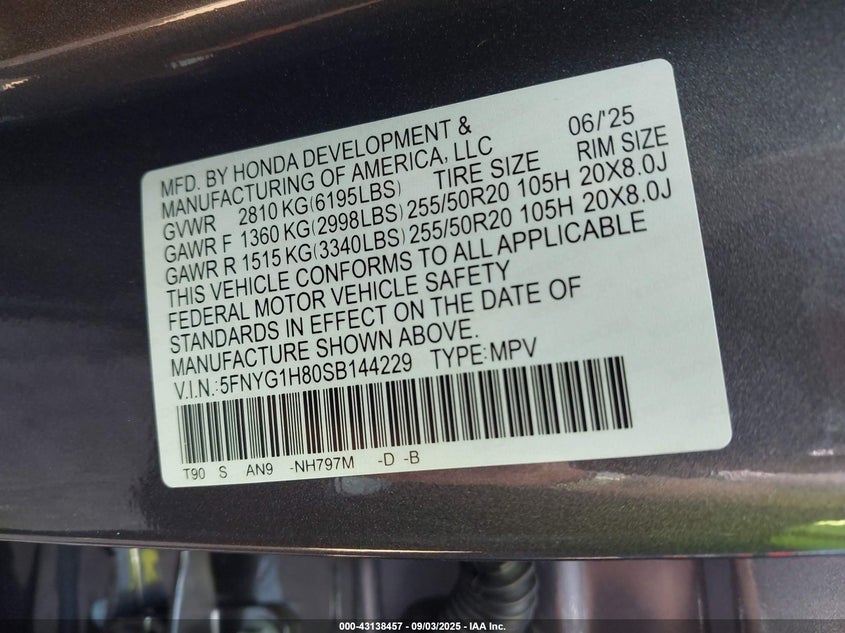 MFD. BY HONDA DEVELOPMENT & 06/'25
MANUFACTURING OF AMERICA, LLC
GVWR 2810 KG(6195LBS) TIRE SIZE RIM SIZE
GAWR F 1360 KG(2998LBS) 255/50R20 105H 20X8.0J
GAWR R 1515 KG(3340LBS) 255/50R20 105H 20X8.0J
THIS VEHICLE CONFORMS TO ALL APPLICABLE
FEDERAL MOTOR VEHICLE SAFETY
STANDARDS IN EFFECT ON THE DATE OF
MANUFACTURE SHOWN ABOVE.
V.I.N.:5FNYG1H80SB144229 TYPE:MPV
T90 S AN9 -NH797M -D -B
000-43138457 - 09/03/2025 - IAA Inc.